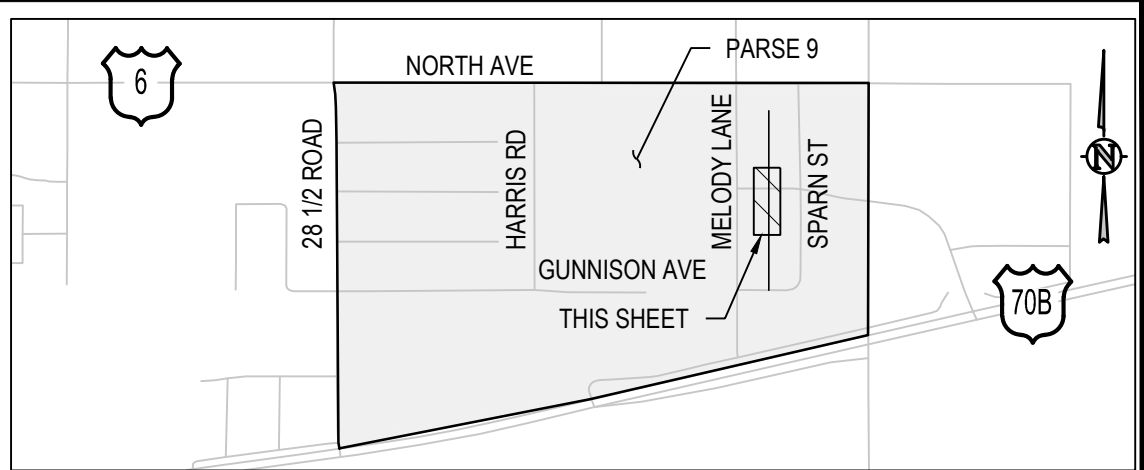 PARSE 9
NORTH AVE
6
28 1/2 ROAD
HARRIS RD
MELODY LANE
SPARN ST
N
GUNNISON AVE
THIS SHEET
70B